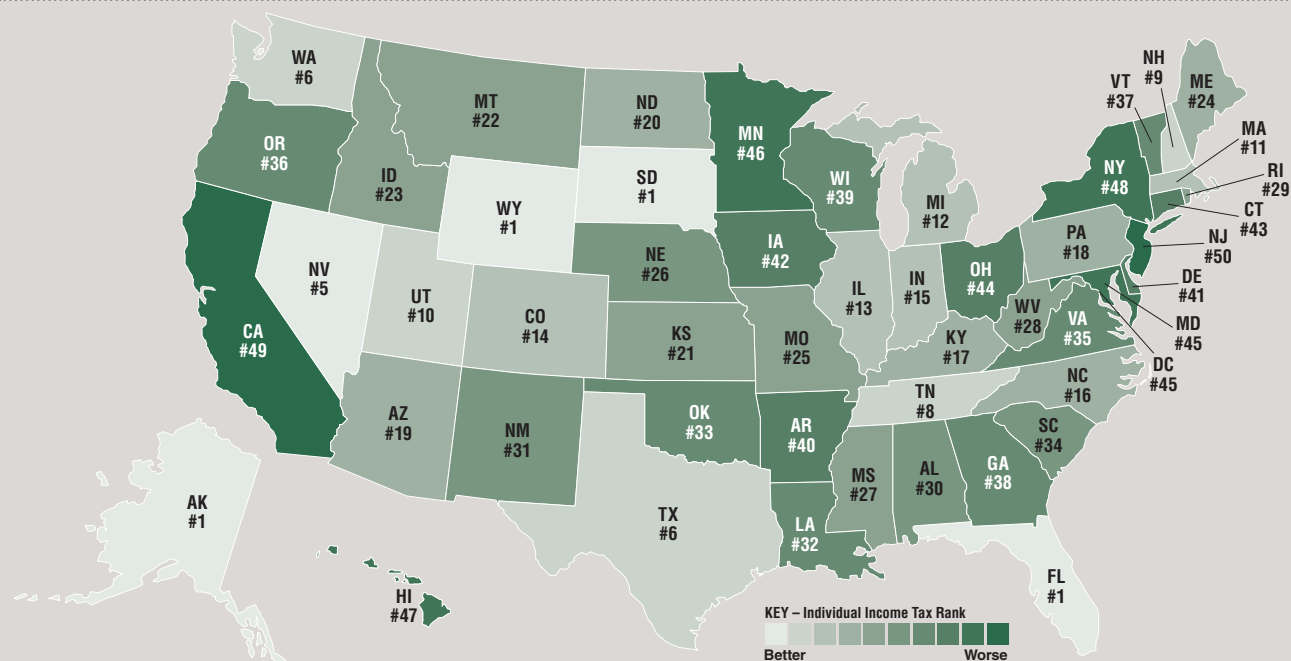 WA
#6
MT
#22
ND
#20
MN
#46
NH
#9
VT
#37
ME
#24
MA
#11
RI
#29
CT
#43
NJ
#50
DE
#41
MD
#45
DC
#45
OR
#36
ID
#23
WY
#1
SD
#1
WI
#39
MI
#12
NY
#48
PA
#18
NV
#5
UT
#10
CO
#14
NE
#26
IA
#42
IL
#13
IN
#15
OH
#44
WV
#28
VA
#35
CA
#49
KS
#21
MO
#25
KY
#17
NC
#16
AZ
#19
NM
#31
OK
#33
AR
#40
TN
#8
SC
#34
AK
#1
TX
#6
LA
#32
MS
#27
AL
#30
GA
#38
HI
#47
FL
#1
KEY – Individual Income Tax Rank
Better Worse